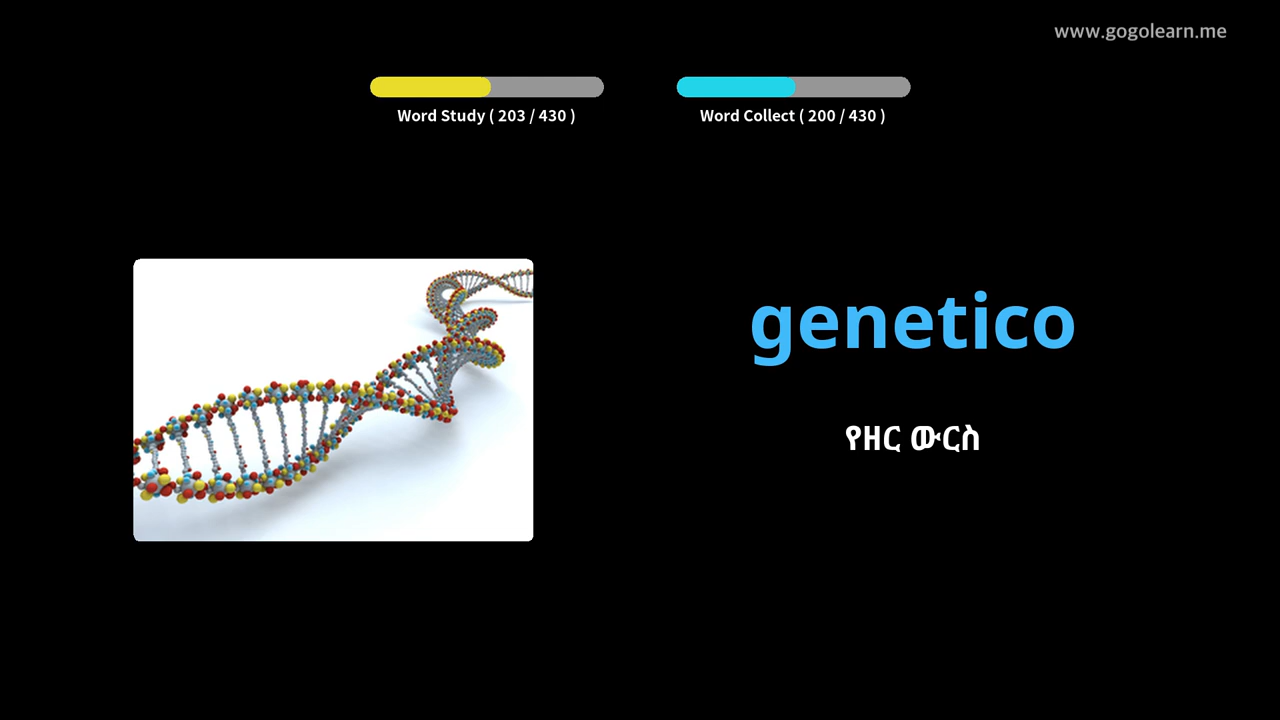 www.gogolearn.me
Word Study ( 203 / 430 )
Word Collect ( 200 / 430 )
genetico
የዘር ውርስ